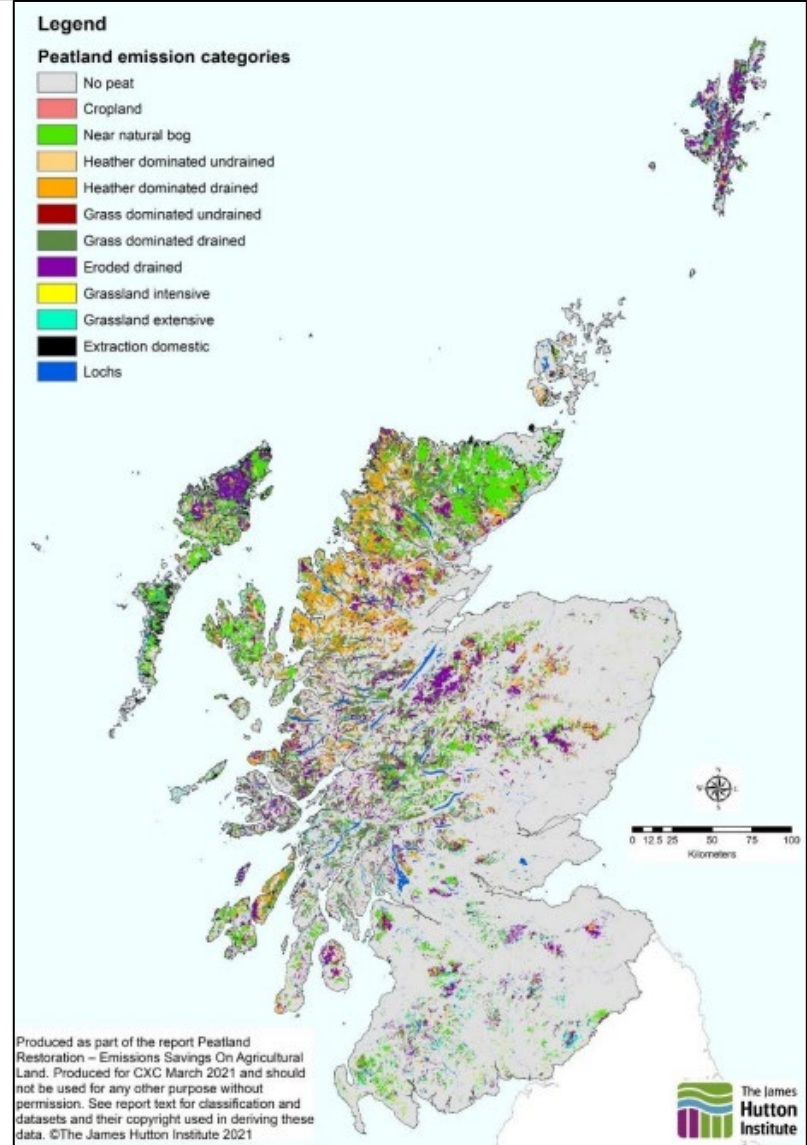 Legend
Peatland emission categories
No peat
Cropland
Near natural bog
Heather dominated undrained
Heather dominated drained
Grass dominated undrained
Grass dominated drained
Eroded drained
Grassland intensive
Grassland extensive
Extraction domestic
Lochs
N
W
S
0 12.5 25 50 75 100
Kilometers
Produced as part of the report Peatland
Restoration – Emissions Savings On Agricultural
Land. Produced for CXC March 2021 and should
not be used for any other purpose without
permission. See report text for classification and
datasets and their copyright used in deriving these
data. ©The James Hutton Institute 2021
The James
Hutton
Institute